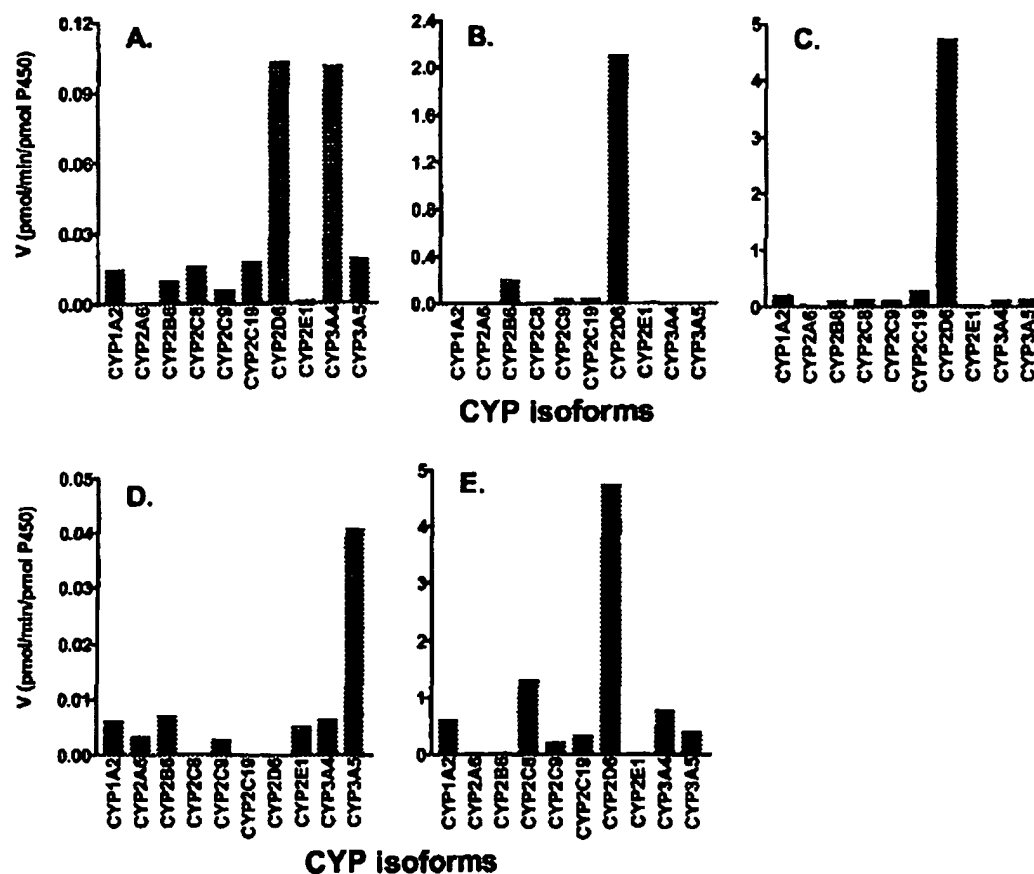 A.
V (pmol/min/pmol P450)
0.12
0.09
0.06
0.03
0.00
CYP1A2
CYP2A6
CYP2B6
CYP2C8
CYP2C9
CYP2C19
CYP2D6
CYP2E1
CYP3A4
CYP3A5
B.
2.4
2.0
1.6
1.2
0.8
0.4
0.0
CYP1A2
CYP2A6
CYP2B6
CYP2C8
CYP2C9
CYP2C19
CYP2D6
CYP2E1
CYP3A4
CYP3A5
C.
5
4
3
2
1
0
CYP1A2
CYP2A6
CYP2B6
CYP2C8
CYP2C9
CYP2C19
CYP2D6
CYP2E1
CYP3A4
CYP3A5
CYP isoforms
D.
V (pmol/min/pmol P450)
0.05
0.04
0.03
0.02
0.01
0.00
CYP1A2
CYP2A6
CYP2B6
CYP2C8
CYP2C9
CYP2C19
CYP2D6
CYP2E1
CYP3A4
CYP3A5
E.
5
4
3
2
1
0
CYP1A2
CYP2A6
CYP2B6
CYP2C8
CYP2C9
CYP2C19
CYP2D6
CYP2E1
CYP3A4
CYP3A5
CYP isoforms